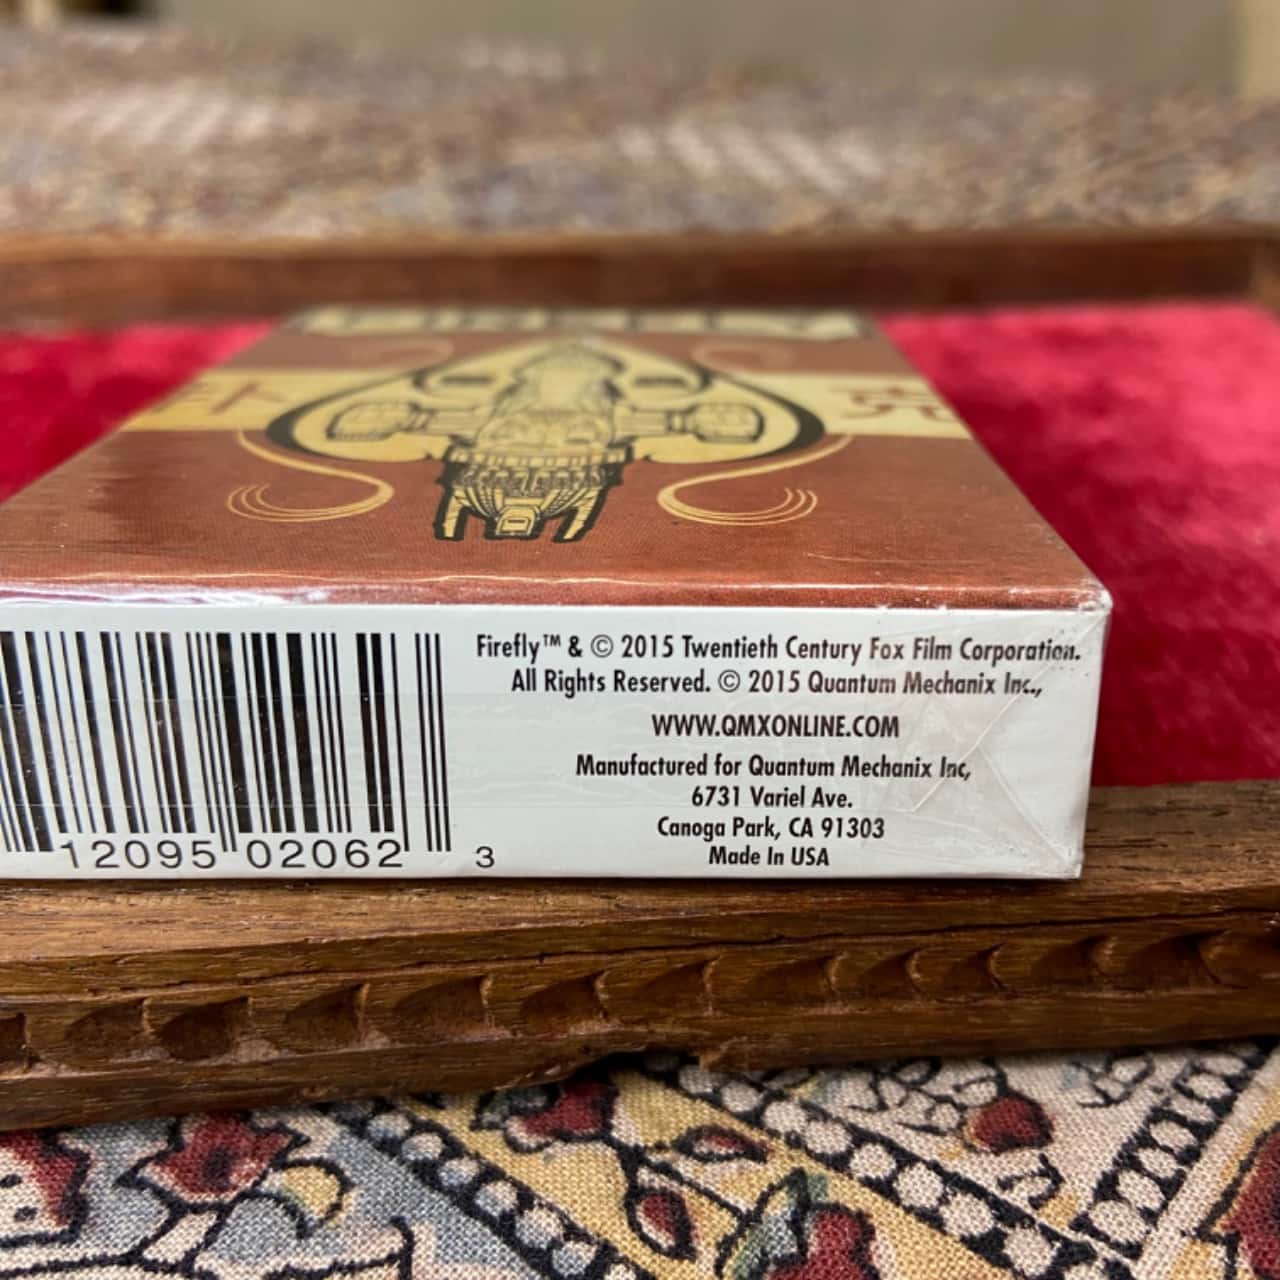 Firefly™ & © 2015 Twentieth Century Fox Film Corporation.
All Rights Reserved. © 2015 Quantum Mechanix Inc.,
WWW.QMXONLINE.COM
Manufactured for Quantum Mechanix Inc,
6731 Variel Ave.
Canoga Park, CA 91303
Made In USA
12095 02062 3